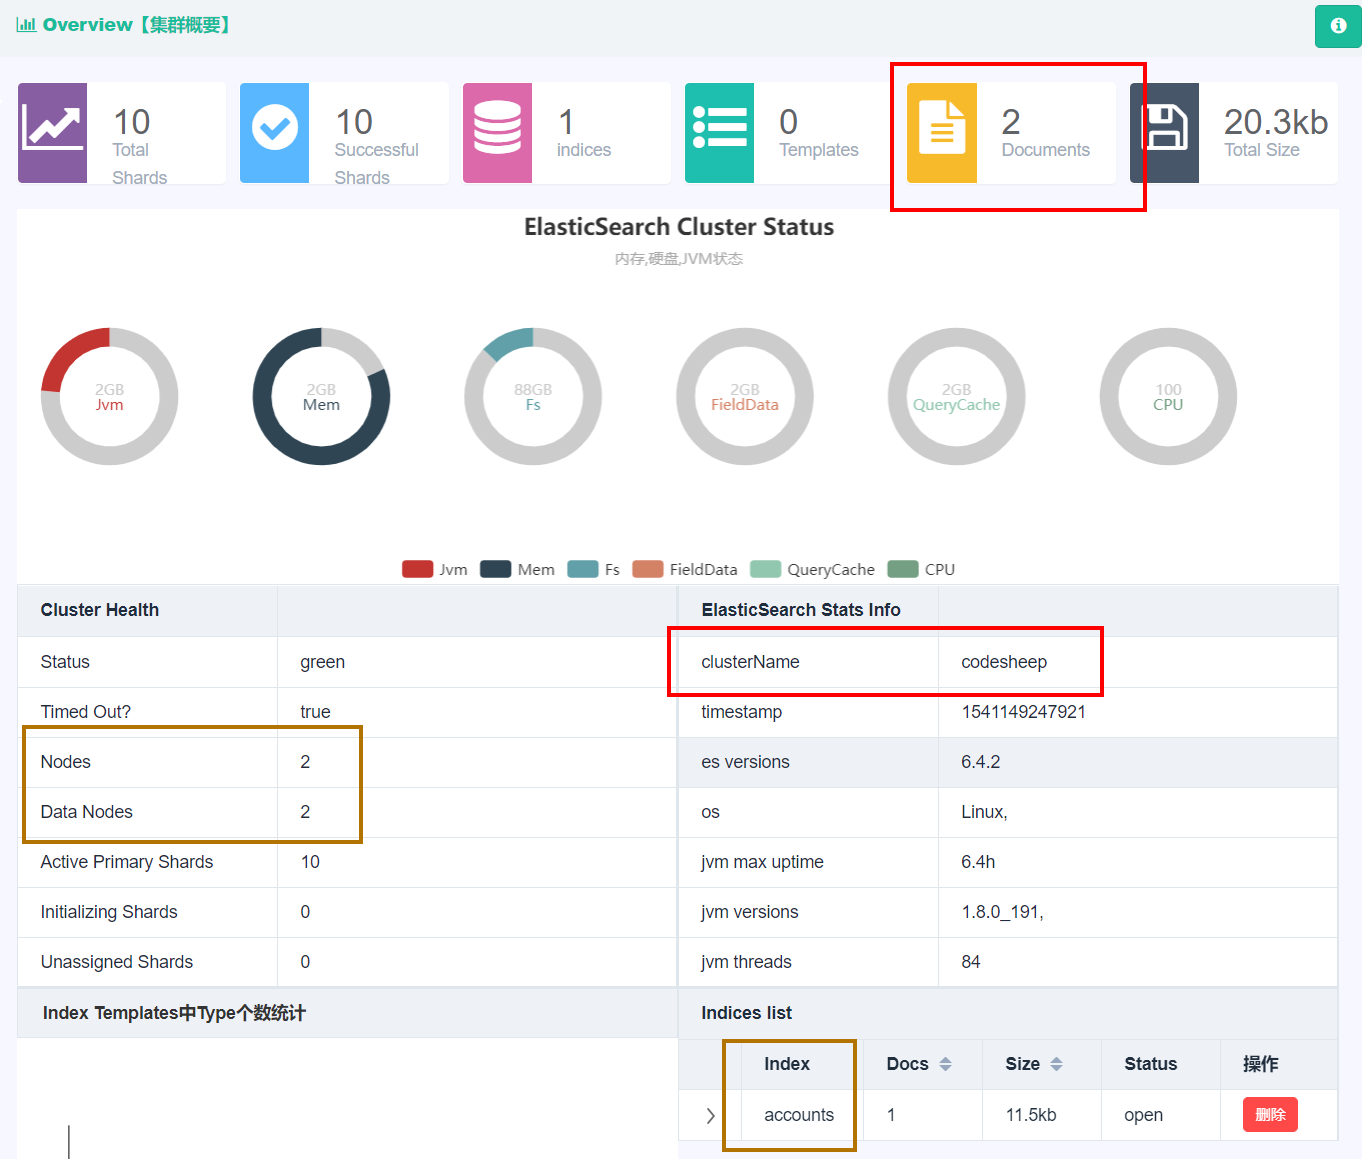 Overview【集群概要】
10
Total
Shards
10
Successful
Shards
1
indices
0
Templates
2
Documents
20.3kb
Total Size
ElasticSearch Cluster Status
内存,硬盘,JVM状态
2GB
Jvm
2GB
Mem
88GB
Fs
2GB
FieldData
2GB
QueryCache
100
CPU
Jvm Mem Fs FieldData QueryCache CPU
Cluster Health
Status green
Timed Out? true
Nodes 2
Data Nodes 2
Active Primary Shards 10
Initializing Shards 0
Unassigned Shards 0
ElasticSearch Stats Info
clusterName codesheep
timestamp 1541149247921
es versions 6.4.2
os Linux,
jvm max uptime 6.4h
jvm versions 1.8.0_191,
jvm threads 84
Index Templates中Type个数统计
Indices list
Index Docs Size Status 操作
accounts 1 11.5kb open 删除